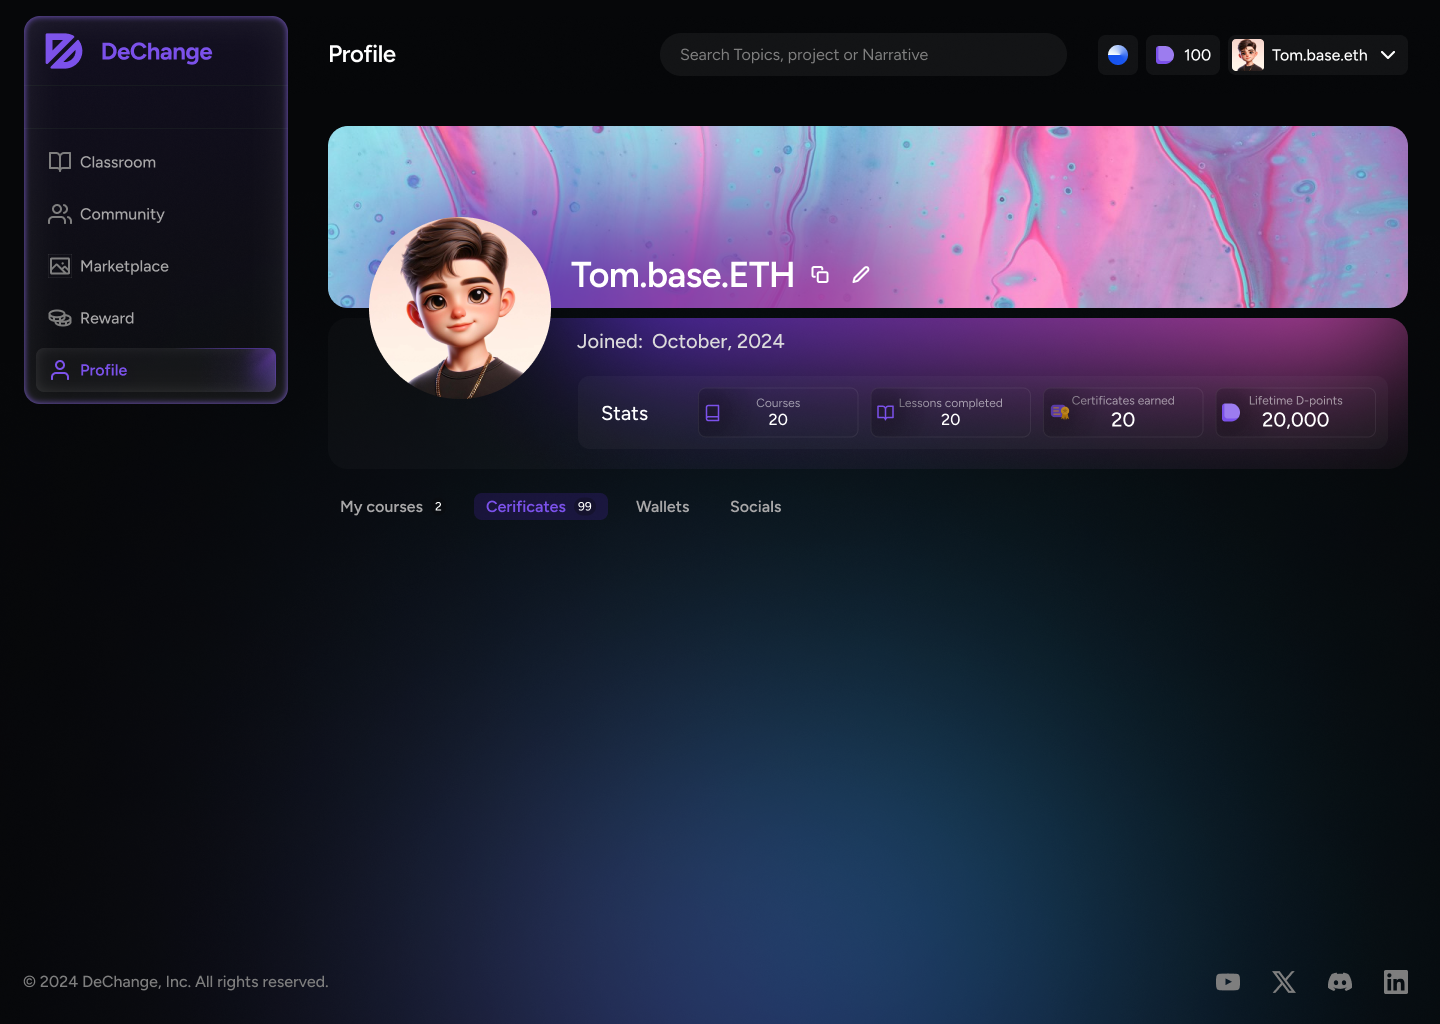 DeChange
Profile
Search Topics, project or Narrative
100
Tom.base.eth
Classroom
Community
Marketplace
Reward
Profile
Tom.base.ETH
Joined: October, 2024
Stats
Courses
20
Lessons completed
20
Certificates earned
20
Lifetime D-points
20,000
My courses 2
Cerificates 99
Wallets
Socials
© 2024 DeChange, Inc. All rights reserved.